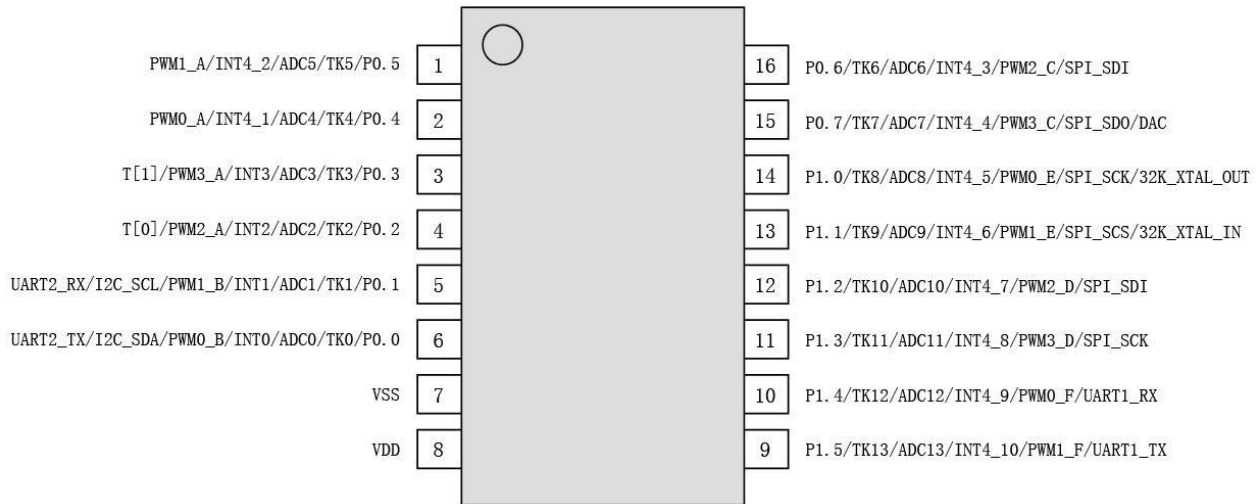 PWM1_A/INT4_2/ADC5/TK5/P0.5 1 16 P0.6/TK6/ADC6/INT4_3/PWM2_C/SPI_SDI
PWM0_A/INT4_1/ADC4/TK4/P0.4 2 15 P0.7/TK7/ADC7/INT4_4/PWM3_C/SPI_SDO/DAC
T[1]/PWM3_A/INT3/ADC3/TK3/P0.3 3 14 P1.0/TK8/ADC8/INT4_5/PWM0_E/SPI_SCK/32K_XTAL_OUT
T[0]/PWM2_A/INT2/ADC2/TK2/P0.2 4 13 P1.1/TK9/ADC9/INT4_6/PWM1_E/SPI_SCS/32K_XTAL_IN
UART2_RX/I2C_SCL/PWM1_B/INT1/ADC1/TK1/P0.1 5 12 P1.2/TK10/ADC10/INT4_7/PWM2_D/SPI_SDI
UART2_TX/I2C_SDA/PWM0_B/INT0/ADC0/TK0/P0.0 6 11 P1.3/TK11/ADC11/INT4_8/PWM3_D/SPI_SCK
VSS 7 10 P1.4/TK12/ADC12/INT4_9/PWM0_F/UART1_RX
VDD 8 9 P1.5/TK13/ADC13/INT4_10/PWM1_F/UART1_TX